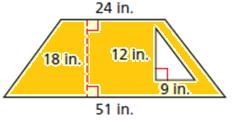 24 in.
18 in.
12 in.
9 in.
51 in.